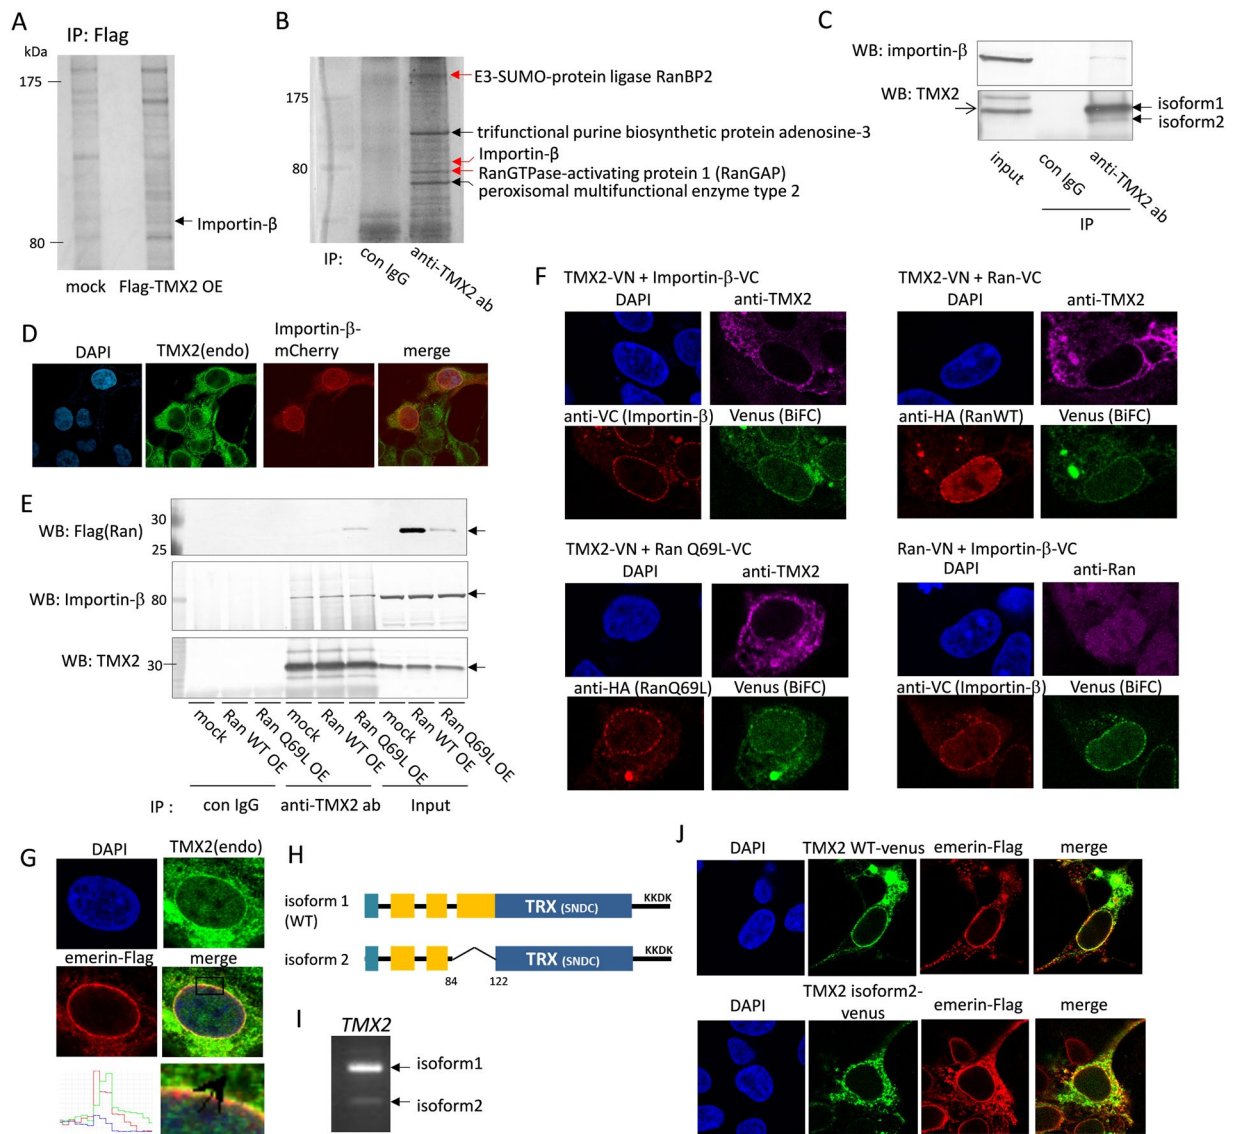 A
IP: Flag
kDa
175
80
Importin-β
mock
Flag-TMX2 OE
B
175
80
E3-SUMO-protein ligase RanBP2
trifunctional purine biosynthetic protein adenosine-3
Importin-β
RanGTPase-activating protein 1 (RanGAP)
peroxisomal multifunctional enzyme type 2
IP:
con IgG
anti-TMX2 ab
C
WB: importin-β
WB: TMX2
isoform1
isoform2
input
con IgG
anti-TMX2 ab
IP
D
DAPI
TMX2(endo)
Importin-β-
mCherry
merge
E
WB: Flag(Ran)
30
25
WB: Importin-β
80
WB: TMX2
30
mock
Ran WT OE
Ran Q69L OE
mock
Ran WT OE
Ran Q69L OE
mock
Ran WT OE
Ran Q69L OE
IP :
con IgG
anti-TMX2 ab
Input
F
TMX2-VN + Importin-β-VC
DAPI
anti-TMX2
anti-VC (Importin-β)
Venus (BiFC)
TMX2-VN + Ran-VC
DAPI
anti-TMX2
anti-HA (RanWT)
Venus (BiFC)
TMX2-VN + Ran Q69L-VC
DAPI
anti-TMX2
anti-HA (RanQ69L)
Venus (BiFC)
Ran-VN + Importin-β-VC
DAPI
anti-Ran
anti-VC (Importin-β)
Venus (BiFC)
G
DAPI
TMX2(endo)
emerin-Flag
merge
H
isoform 1
(WT)
TRX (SNDC)
KKDK
isoform 2
TRX (SNDC)
KKDK
84
122
I
TMX2
isoform1
isoform2
J
DAPI
TMX2 WT-venus
emerin-Flag
merge
DAPI
TMX2 isoform2-
venus
emerin-Flag
merge